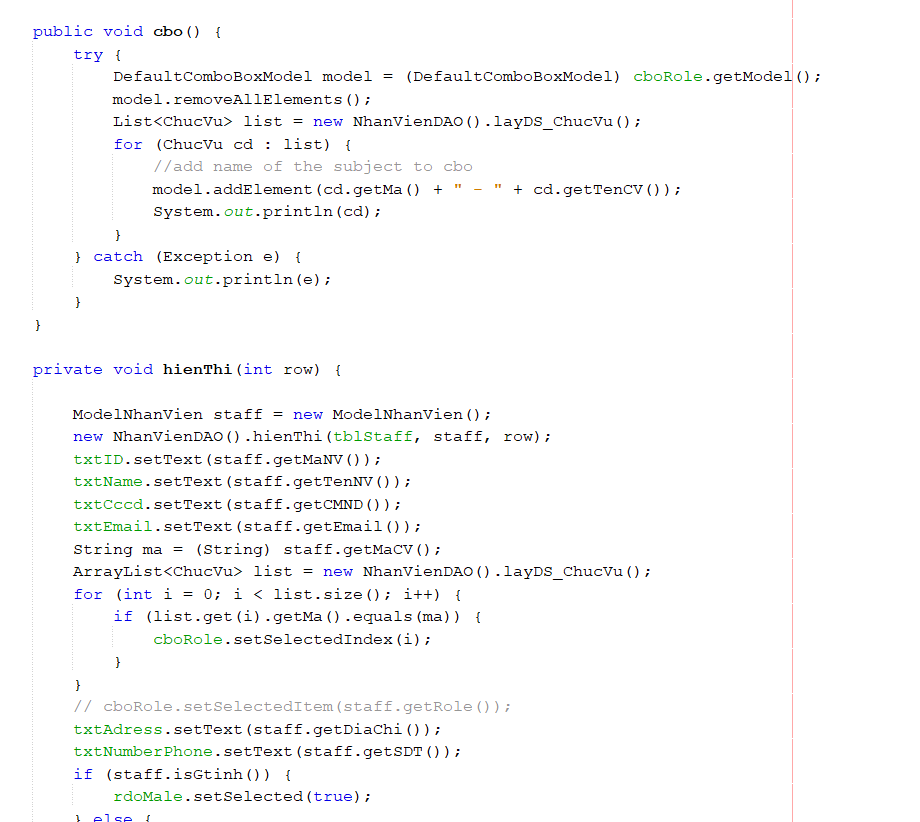 public void cbo() {
try {
DefaultComboBoxModel model = (DefaultComboBoxModel) cboRole.getModel();
model.removeAllElements();
List<ChucVu> list = new NhanVienDAO().layDS_ChucVu();
for (ChucVu cd : list) {
//add name of the subject to cbo
model.addElement(cd.getMa() + " - " + cd.getTenCV());
System.out.println(cd);
}
} catch (Exception e) {
System.out.println(e);
}
}
private void hienThi(int row) {
ModelNhanVien staff = new ModelNhanVien();
new NhanVienDAO().hienThi(tblStaff, staff, row);
txtID.setText(staff.getMaNV());
txtName.setText(staff.getTenNV());
txtCccd.setText(staff.getCMND());
txtEmail.setText(staff.getEmail());
String ma = (String) staff.getMaCV();
ArrayList<ChucVu> list = new NhanVienDAO().layDS_ChucVu();
for (int i = 0; i < list.size(); i++) {
if (list.get(i).getMa().equals(ma)) {
cboRole.setSelectedIndex(i);
}
}
// cboRole.setSelectedItem(staff.getRole());
txtAdress.setText(staff.getDiaChi());
txtNumberPhone.setText(staff.getSDT());
if (staff.isGtinh()) {
rdoMale.setSelected(true);
} else {